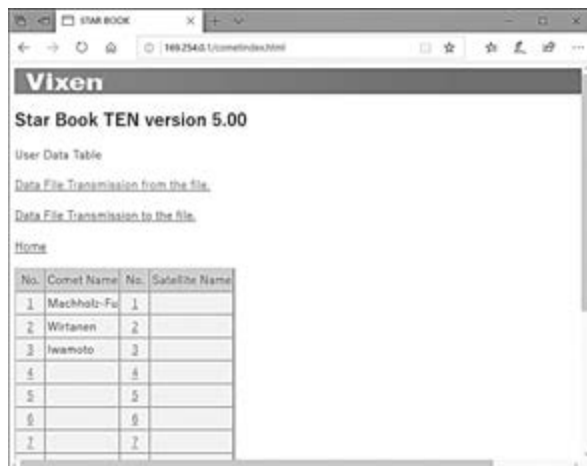 STAR BOOK
169.254.0.1/cometindex.html
Vixen
Star Book TEN version 5.00
User Data Table
Data File Transmission from the file.
Data File Transmission to the file.
Home
No. Comet Name No. Satellite Name
1 Machholz-Fu 1
2 Wirtanen 2
3 Iwamoto 3
4 4
5 5
6 6
7 7